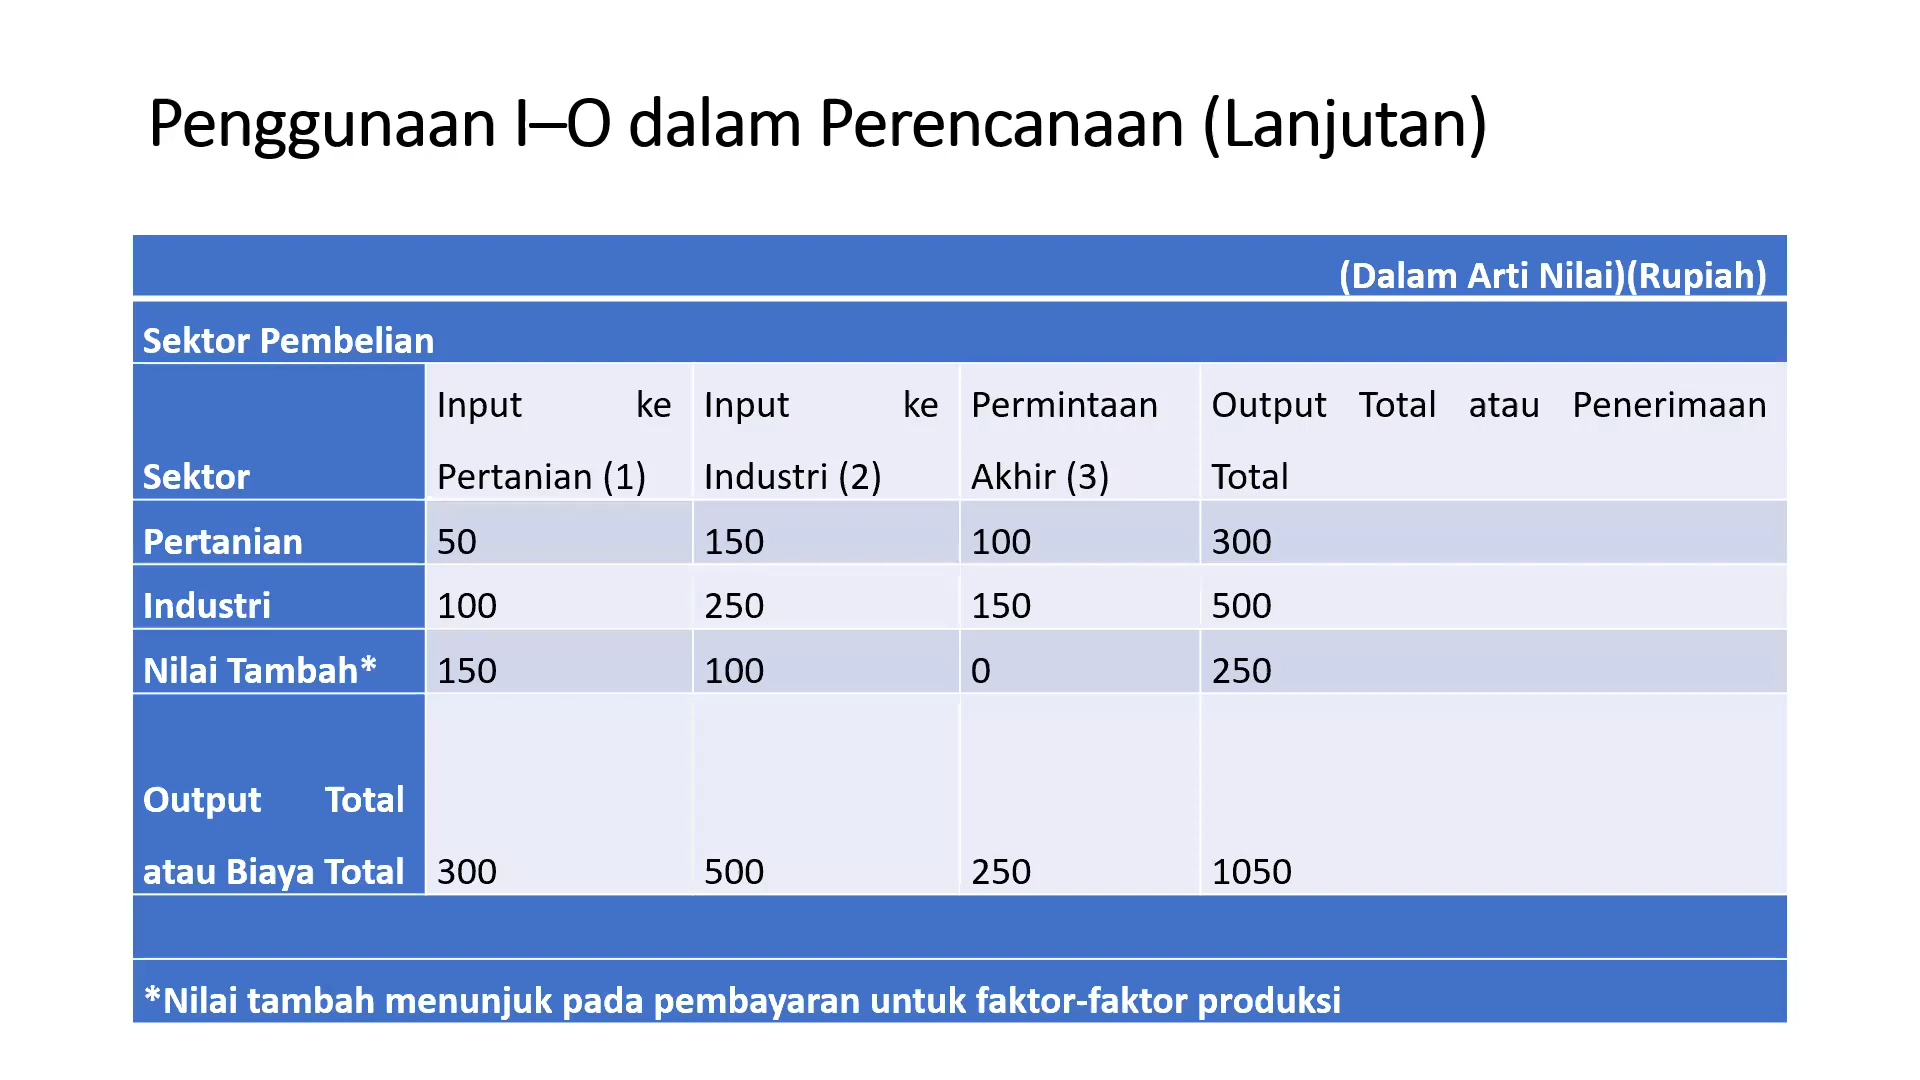 Penggunaan I–O dalam Perencanaan (Lanjutan)
(Dalam Arti Nilai)(Rupiah)
Sektor Pembelian
Sektor
Input ke
Pertanian (1)
Input ke
Industri (2)
Permintaan
Akhir (3)
Output Total atau Penerimaan
Total
Pertanian 50 150 100 300
Industri 100 250 150 500
Nilai Tambah* 150 100 0 250
Output Total
atau Biaya Total 300 500 250 1050
*Nilai tambah menunjuk pada pembayaran untuk faktor-faktor produksi